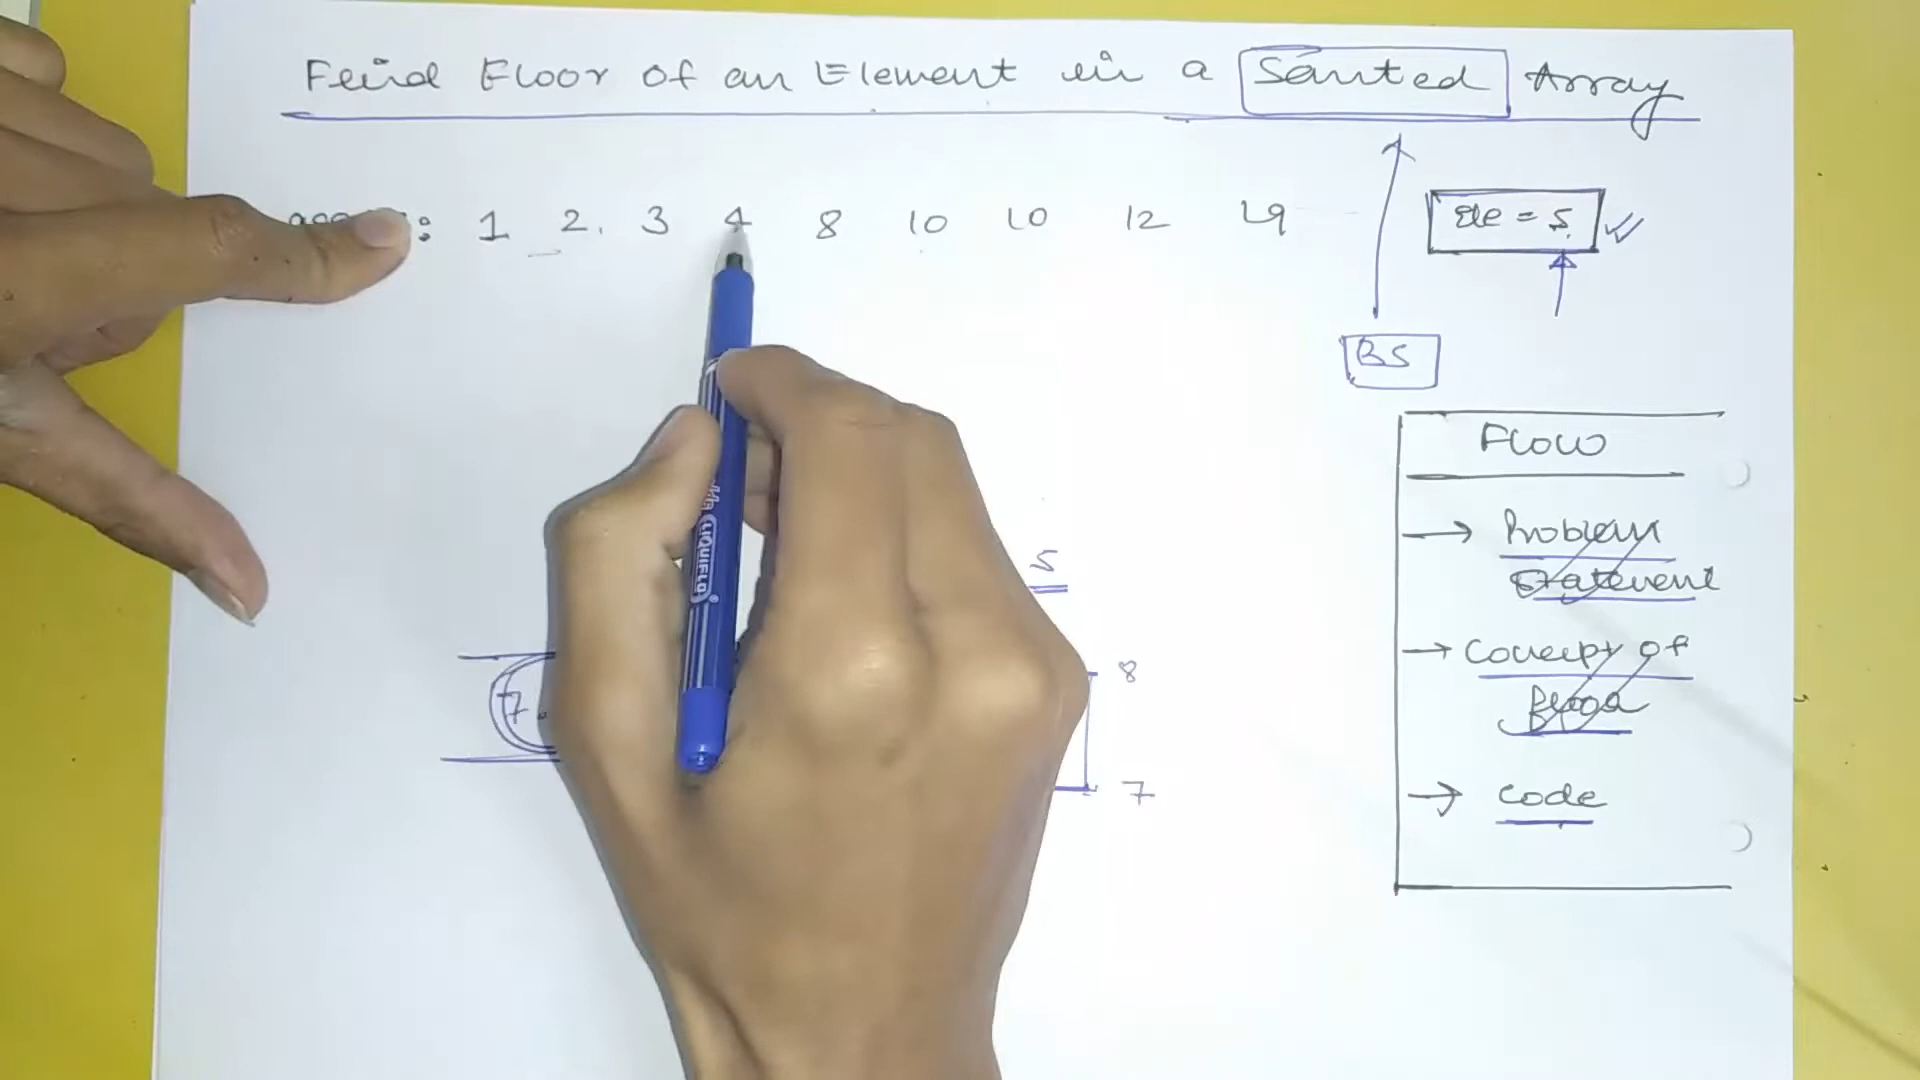 Find Floor of an Element in a Sorted Array
: 1 2. 3 4 8 10 10 12 19
Ele = 5
BS
Flow
→ Problem
Statement
→ Concept of
floor
→ Code
5
8
7.
7
LIQUIFLO